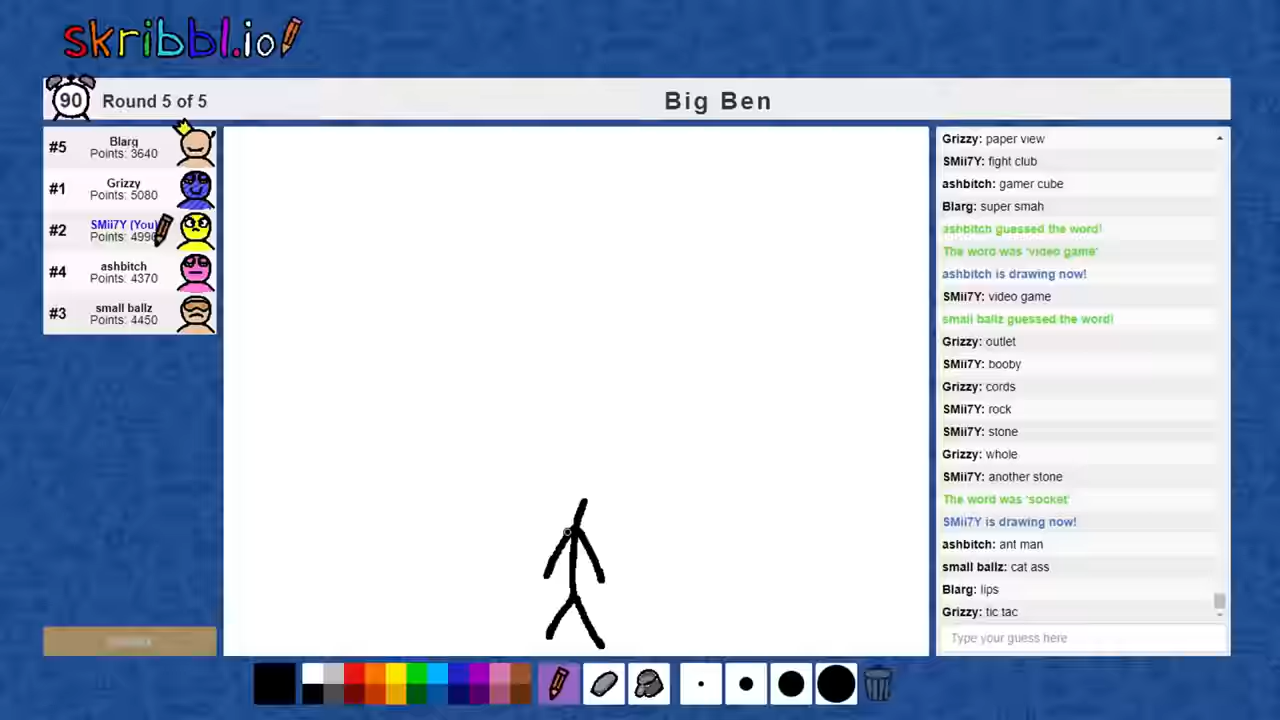 skribbl.io
90
Round 5 of 5
Big Ben
#5
Blarg
Points: 3640
#1
Grizzy
Points: 5080
#2
SMii7Y (You)
Points: 4990
#4
ashbitch
Points: 4370
#3
small ballz
Points: 4450
Grizzy: paper view
SMii7Y: fight club
ashbitch: gamer cube
Blarg: super smah
ashbitch guessed the word!
The word was 'video game'
ashbitch is drawing now!
SMii7Y: video game
small ballz guessed the word!
Grizzy: outlet
SMii7Y: booby
Grizzy: cords
SMii7Y: rock
SMii7Y: stone
Grizzy: whole
SMii7Y: another stone
The word was 'socket'
SMii7Y is drawing now!
ashbitch: ant man
small ballz: cat ass
Blarg: lips
Grizzy: tic tac
Type your guess here